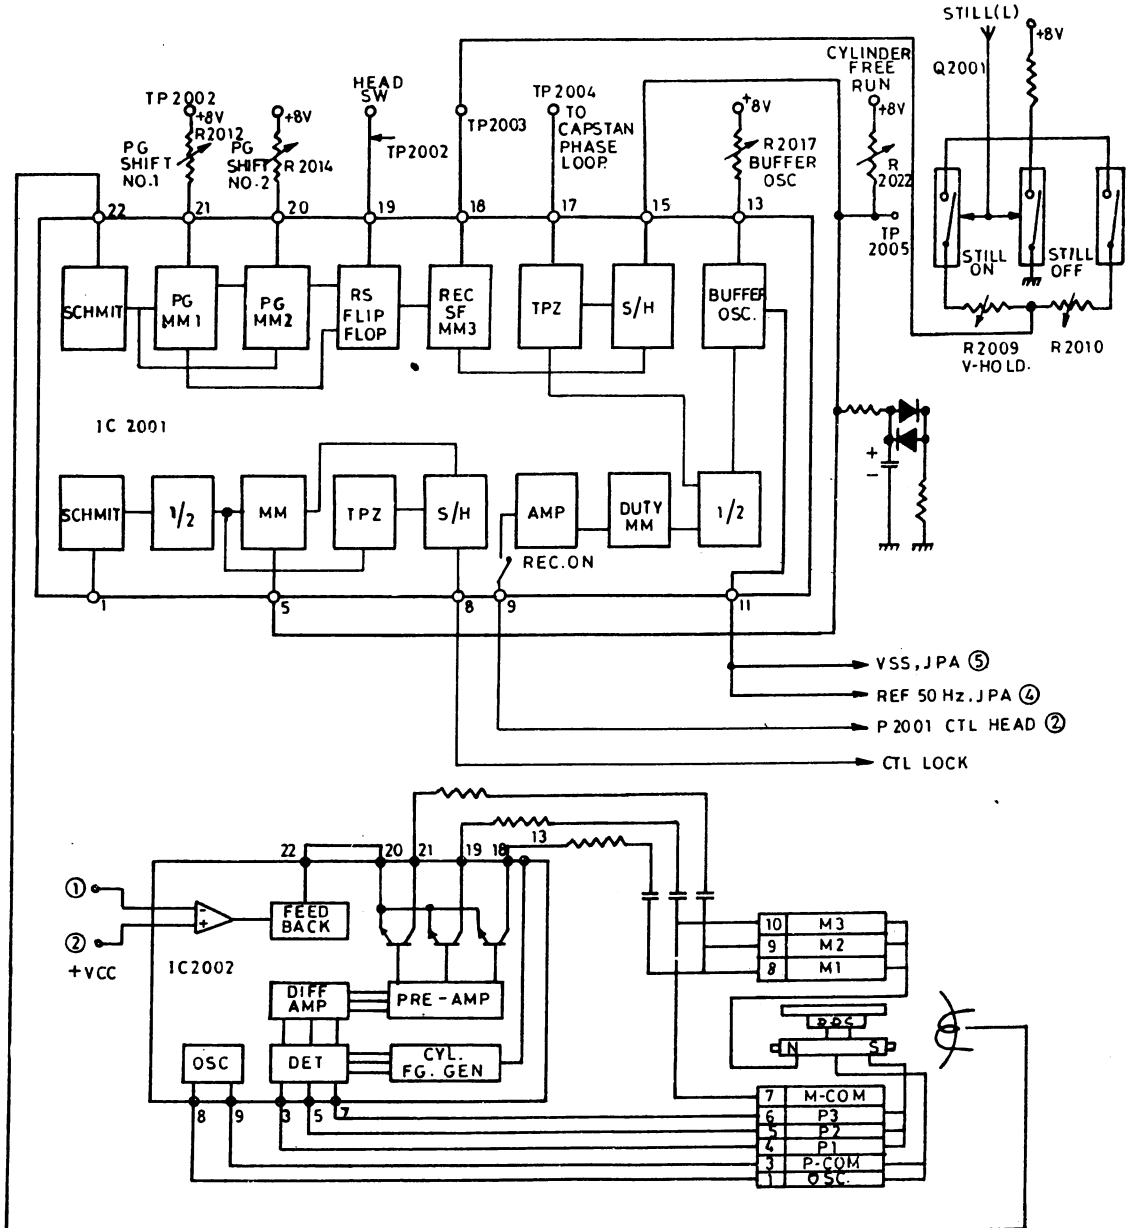 STILL(L)
+8V
Q2001
CYLINDER
FREE
RUN
+8V
R
2022
TP
2005
HEAD
SW
TP2002
TP2002
+8V
R2012
PG
SHIFT
NO.1
+8V
PG
SHIFT
NO.2
R2014
TP2003
TP2004
TO
CAPSTAN
PHASE
LOOP.
+8V
R2017
BUFFER
OSC
22
21
20
19
18
17
15
13
STILL
ON
STILL
OFF
R2009
V-HOLD.
R2010
SCHMIT
PG
MM1
PG
MM2
RS
FLIP
FLOP
REC
SF
MM3
TPZ
S/H
BUFFER
OSC.
IC 2001
+
-
SCHMIT
1/2
MM
TPZ
S/H
AMP
DUTY
MM
1/2
REC.ON
1
5
8
9
11
VSS,JPA ⑤
REF 50 Hz.JPA ④
P2001 CTL HEAD ②
CTL LOCK
22
20
21
19
13
18
①
②
+VCC
-
+
FEED
BACK
IC2002
DIFF
AMP
PRE-AMP
OSC
DET
CYL.
FG. GEN
8
9
3
5
7
10 M3
9 M2
8 M1
DDC
N
S
7 M-COM
6 P3
5 P2
4 P1
3 P-COM
1 OSC.